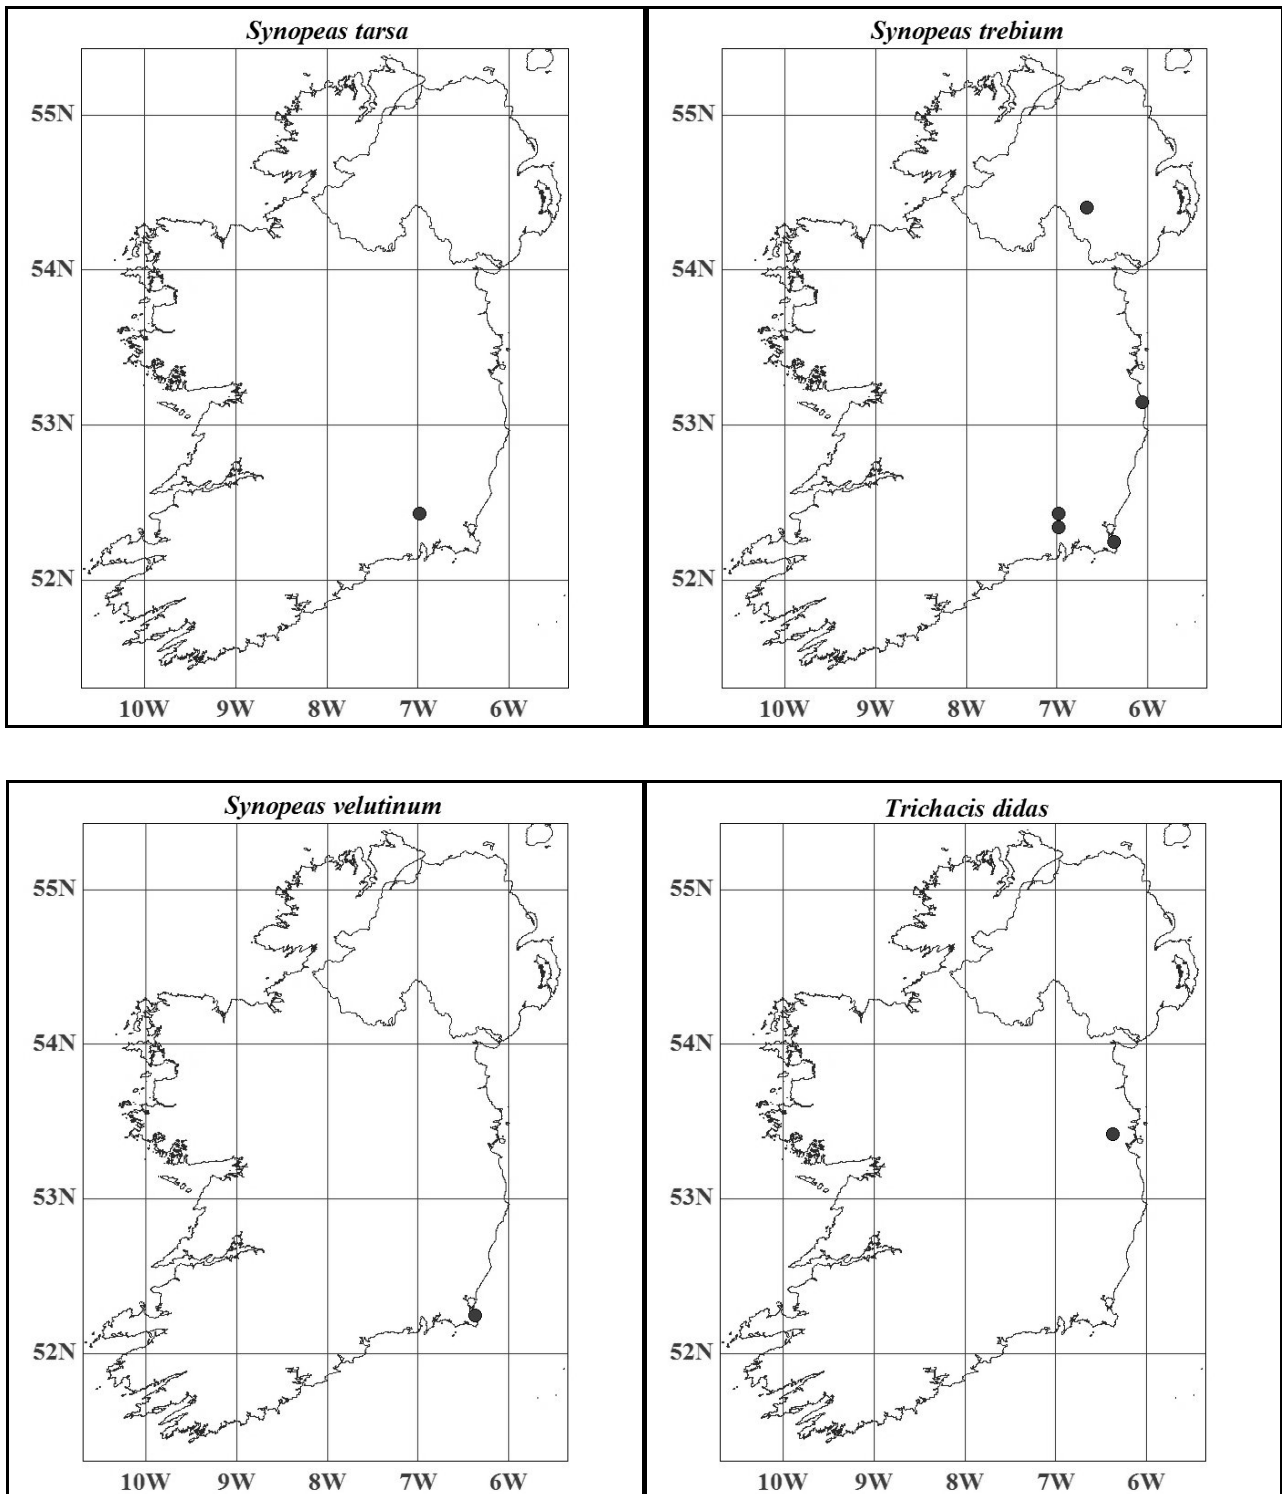 Synopeas tarsa
55N
54N
53N
52N
10W 9W 8W 7W 6W
Synopeas trebium
55N
54N
53N
52N
10W 9W 8W 7W 6W
Synopeas velutinum
55N
54N
53N
52N
10W 9W 8W 7W 6W
Trichacis didas
55N
54N
53N
52N
10W 9W 8W 7W 6W